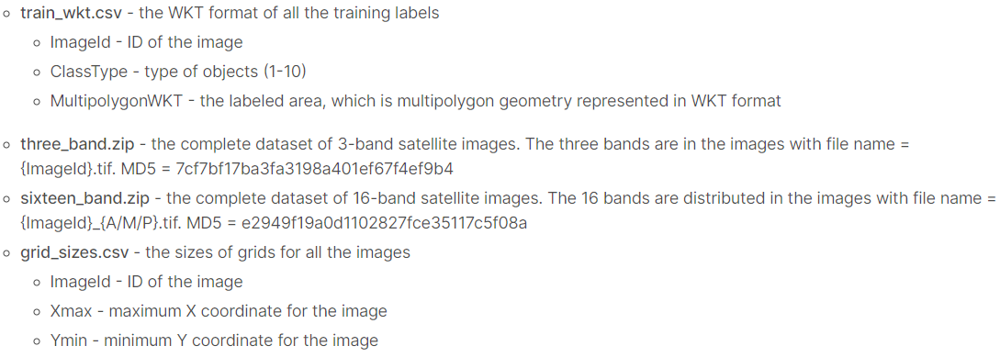 train_wkt.csv - the WKT format of all the training labels
ImageId - ID of the image
ClassType - type of objects (1-10)
MultipolygonWKT - the labeled area, which is multipolygon geometry represented in WKT format
three_band.zip - the complete dataset of 3-band satellite images. The three bands are in the images with file name =
{ImageId}.tif. MD5 = 7cf7bf17ba3fa3198a401ef67f4ef9b4
sixteen_band.zip - the complete dataset of 16-band satellite images. The 16 bands are distributed in the images with file name =
{ImageId}_{A/M/P}.tif. MD5 = e2949f19a0d1102827fce35117c5f08a
grid_sizes.csv - the sizes of grids for all the images
ImageId - ID of the image
Xmax - maximum X coordinate for the image
Ymin - minimum Y coordinate for the image